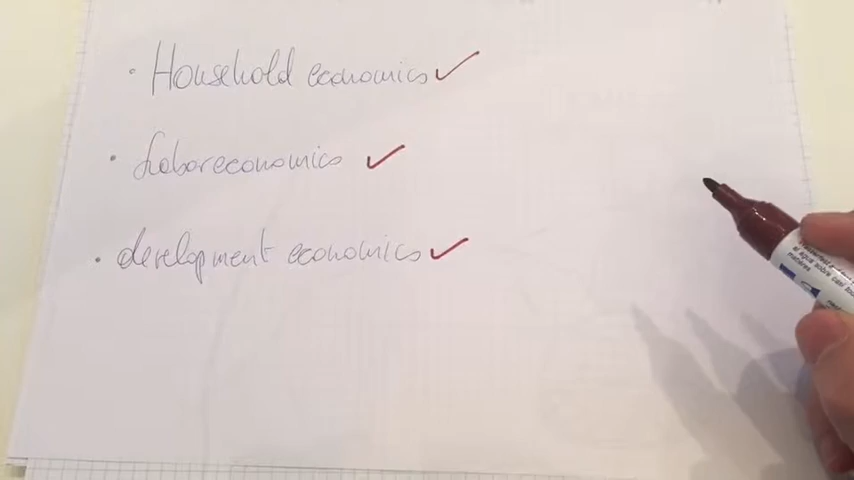 • Household economics ✓
• Laboreconomics ✓
• development economics ✓